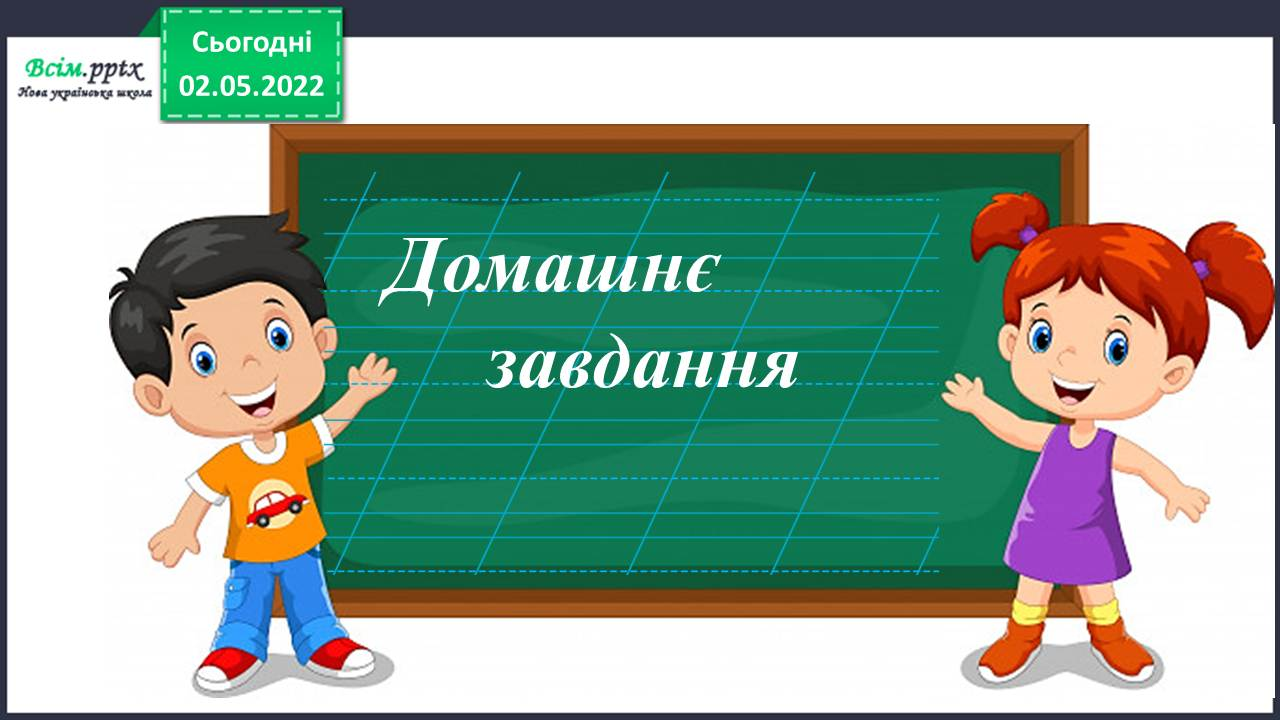 Сьогодні
02.05.2022
Всім.pptx
Нова українська школа
Домашнє
завдання